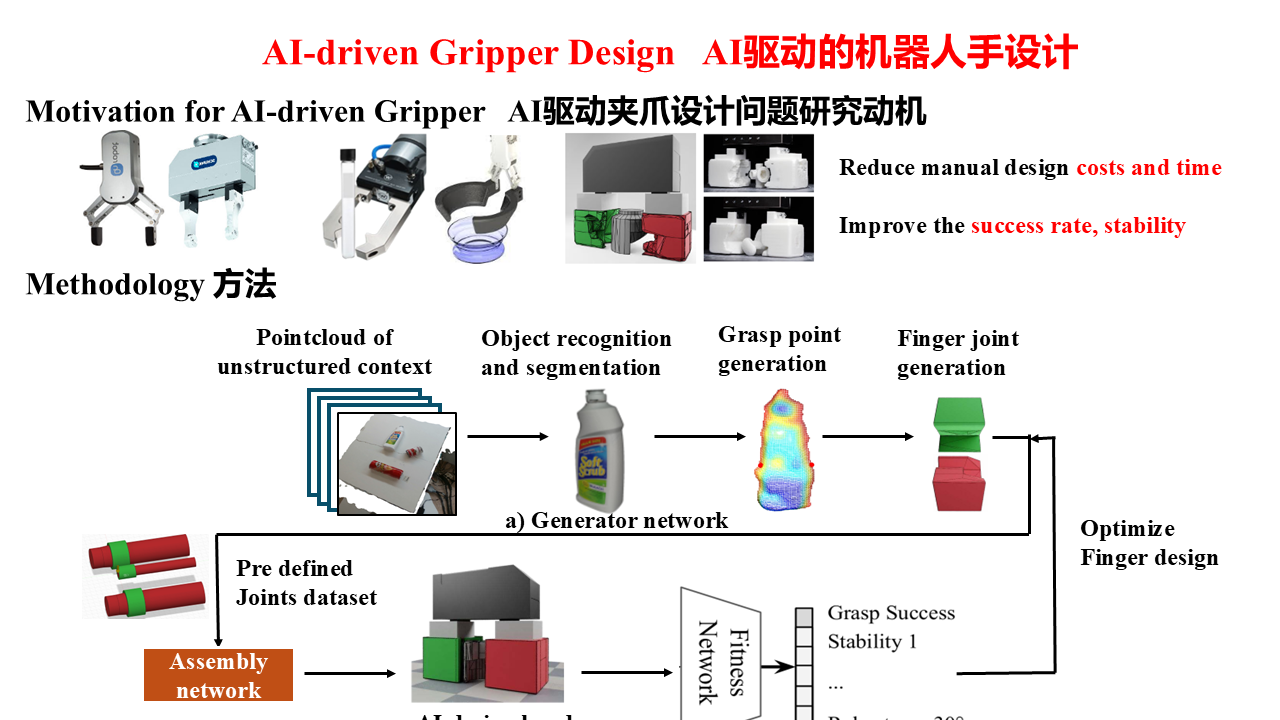 AI-driven Gripper Design AI驱动的机器人手设计
Motivation for AI-driven Gripper AI驱动夹爪设计问题研究动机
Reduce manual design costs and time
Improve the success rate, stability
Methodology 方法
Pointcloud of
unstructured context
Object recognition
and segmentation
Grasp point
generation
Finger joint
generation
Soft
Scrub
a) Generator network
Optimize
Finger design
Pre defined
Joints dataset
Assembly
network
Fitness
Network
Grasp Success
Stability 1
...